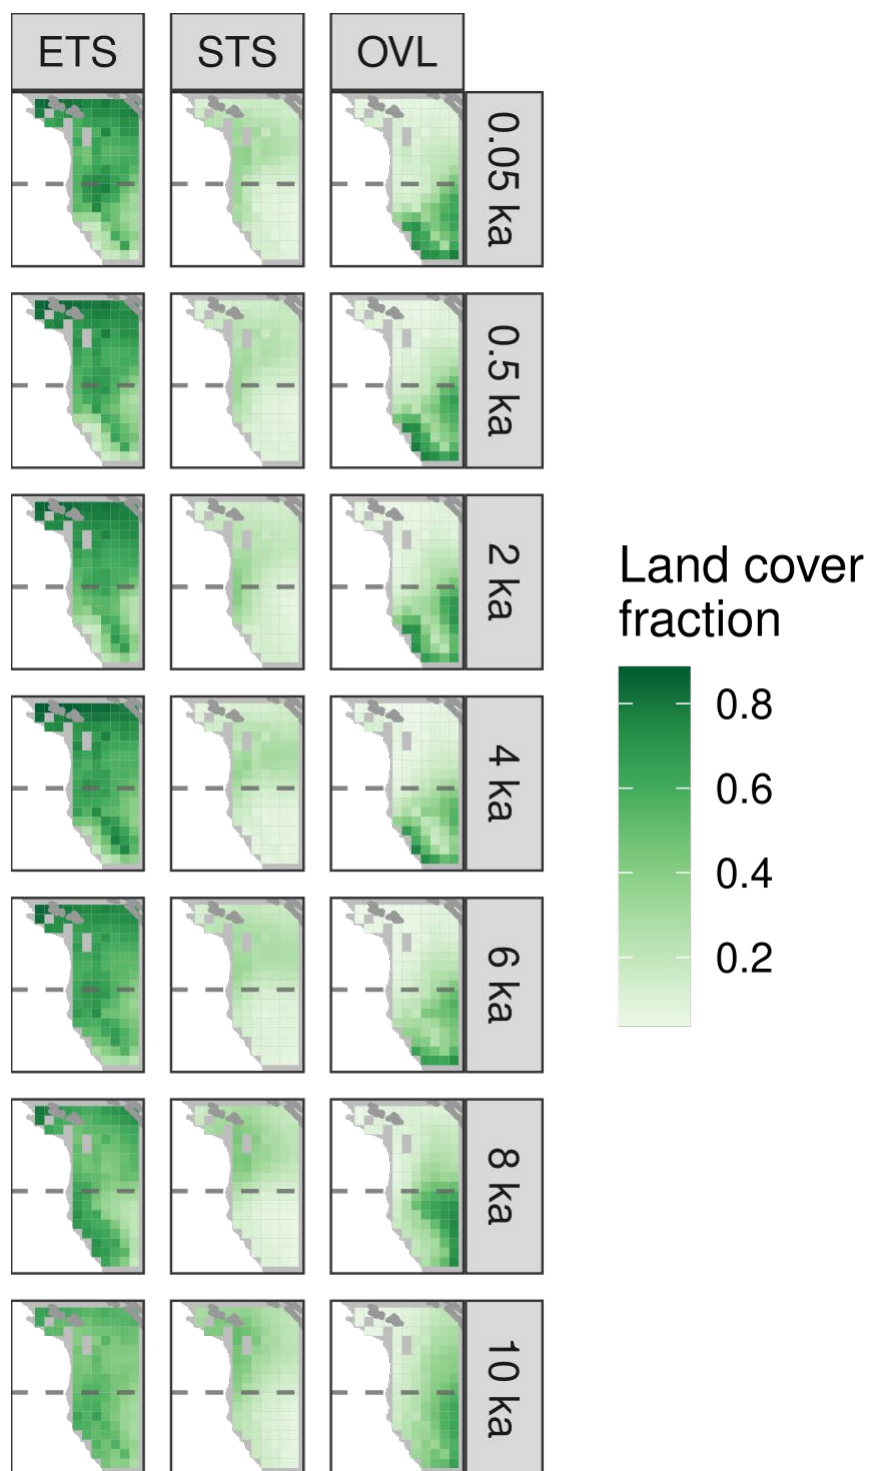 ETS STS OVL
0.05 ka
0.5 ka
2 ka
4 ka
6 ka
8 ka
10 ka
Land cover
fraction
0.8
0.6
0.4
0.2